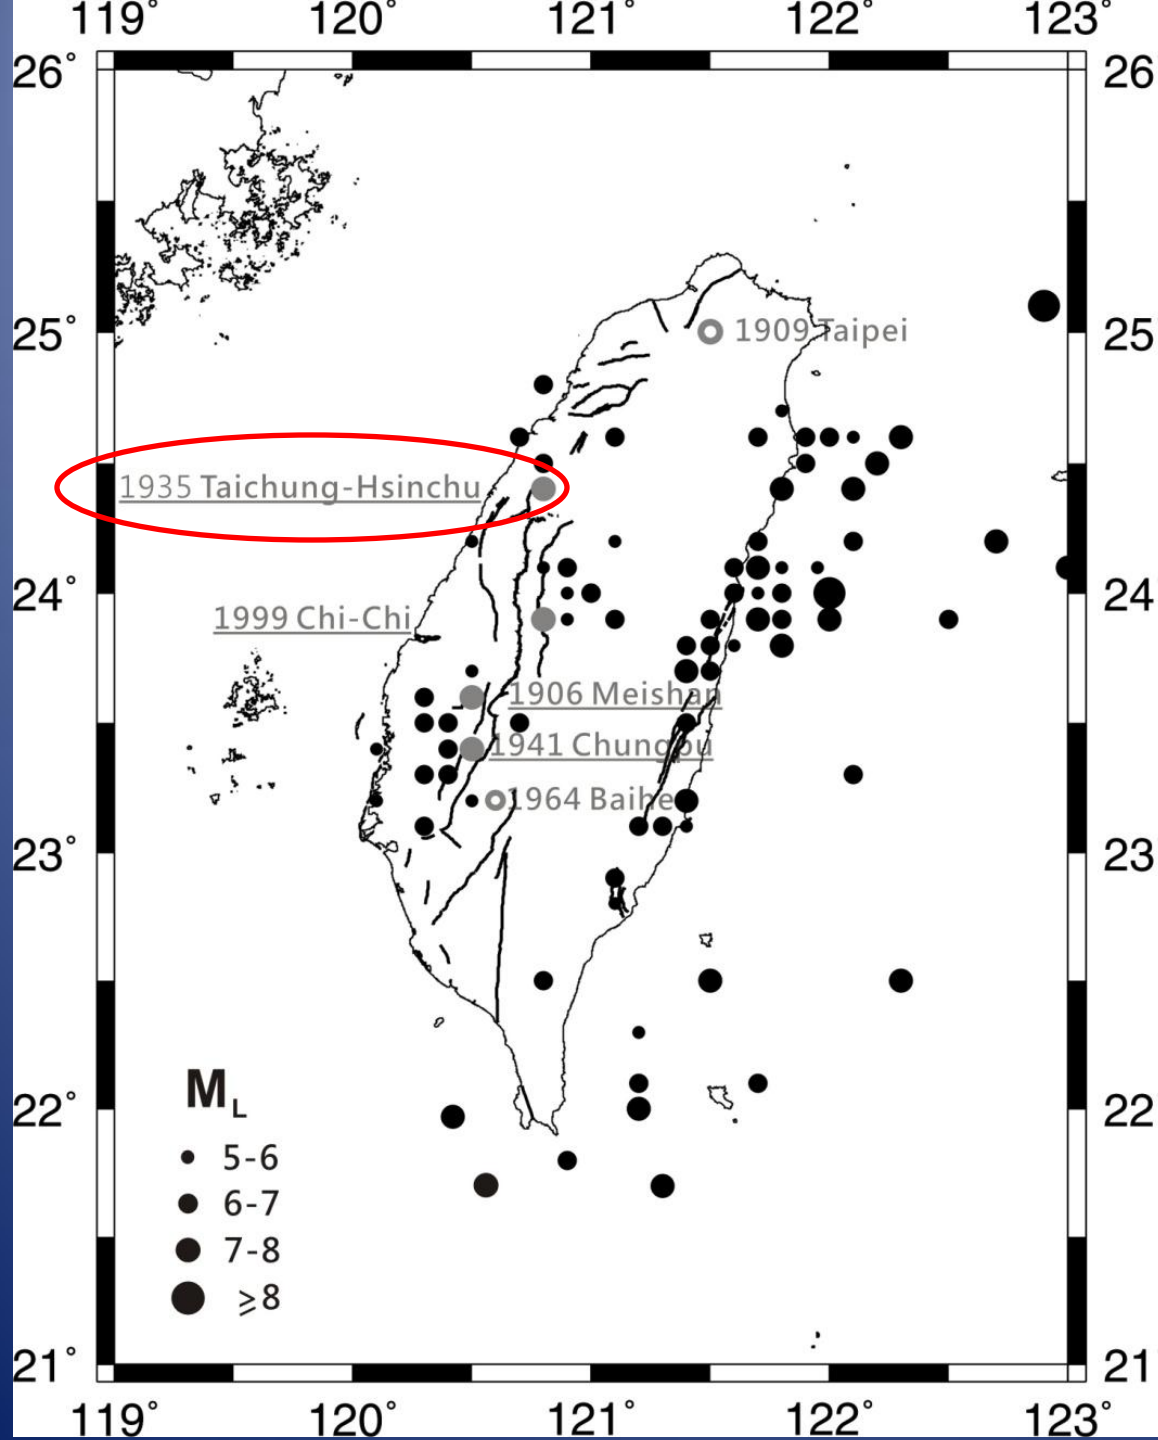 119° 120° 121° 122° 123°
26° 26
25° 25
1909 Taipei
1935 Taichung-Hsinchu
24° 24
1999 Chi-Chi
1906 Meishan
1941 Chungpu
1964 Baihe
23° 23
22° 22
ML
5-6
6-7
7-8
⩾8
21° 21
119° 120° 121° 122° 123°